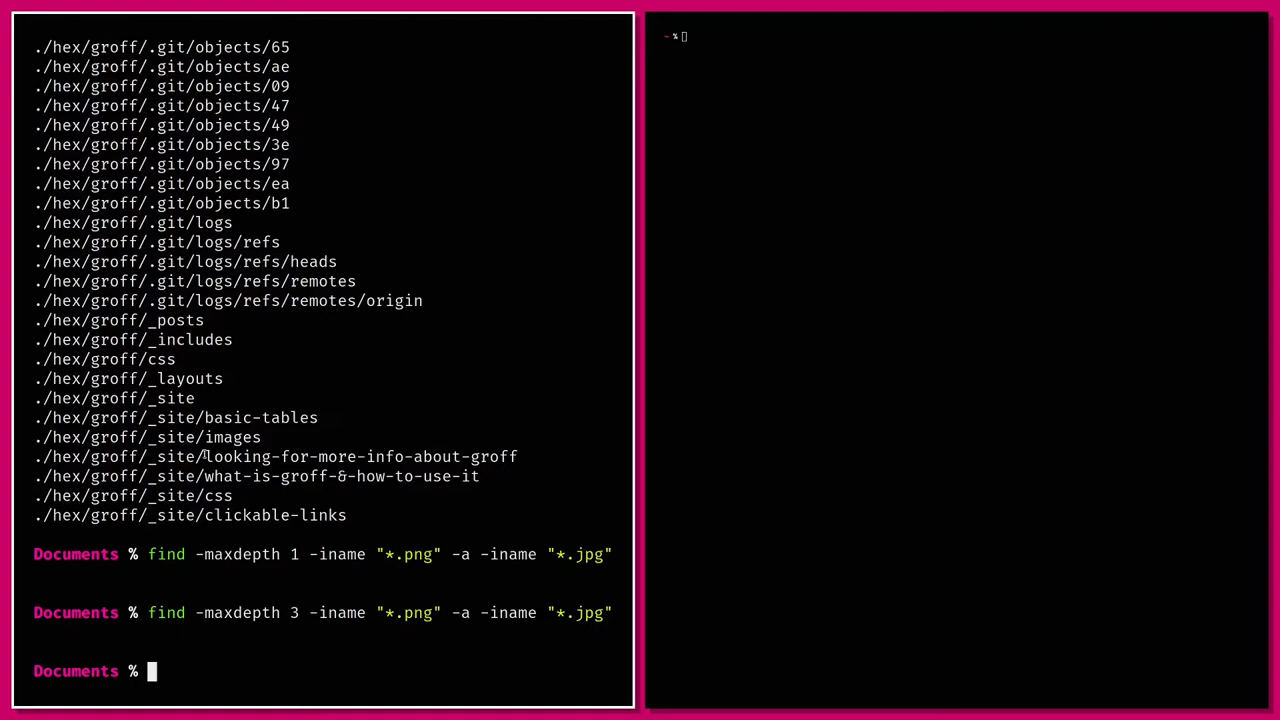 ./hex/groff/.git/objects/65
./hex/groff/.git/objects/ae
./hex/groff/.git/objects/09
./hex/groff/.git/objects/47
./hex/groff/.git/objects/49
./hex/groff/.git/objects/3e
./hex/groff/.git/objects/97
./hex/groff/.git/objects/ea
./hex/groff/.git/objects/b1
./hex/groff/.git/logs
./hex/groff/.git/logs/refs
./hex/groff/.git/logs/refs/heads
./hex/groff/.git/logs/refs/remotes
./hex/groff/.git/logs/refs/remotes/origin
./hex/groff/_posts
./hex/groff/_includes
./hex/groff/css
./hex/groff/_layouts
./hex/groff/_site
./hex/groff/_site/basic-tables
./hex/groff/_site/images
./hex/groff/_site/looking-for-more-info-about-groff
./hex/groff/_site/what-is-groff-&-how-to-use-it
./hex/groff/_site/css
./hex/groff/_site/clickable-links
Documents % find -maxdepth 1 -iname "*.png" -a -iname "*.jpg"
Documents % find -maxdepth 3 -iname "*.png" -a -iname "*.jpg"
Documents %
~ %